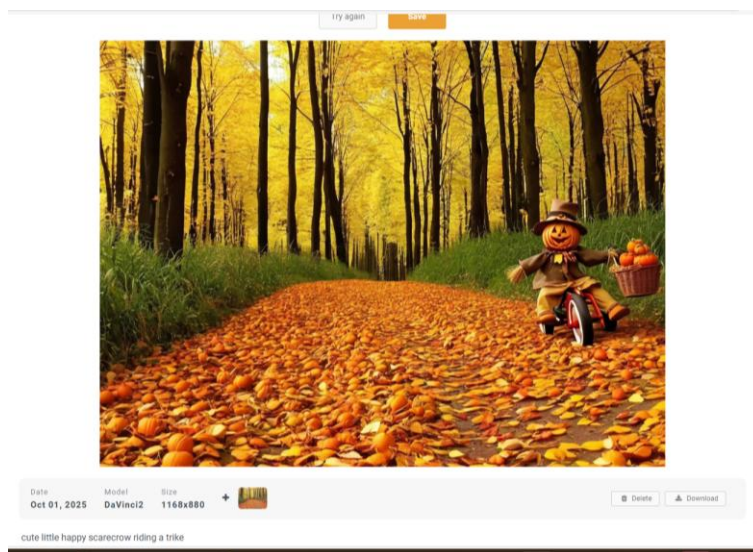 Try again
Save
Date
Model
Size
Oct 01, 2025
DaVinci2
1168x880
Delete
Download
cute little happy scarecrow riding a trike